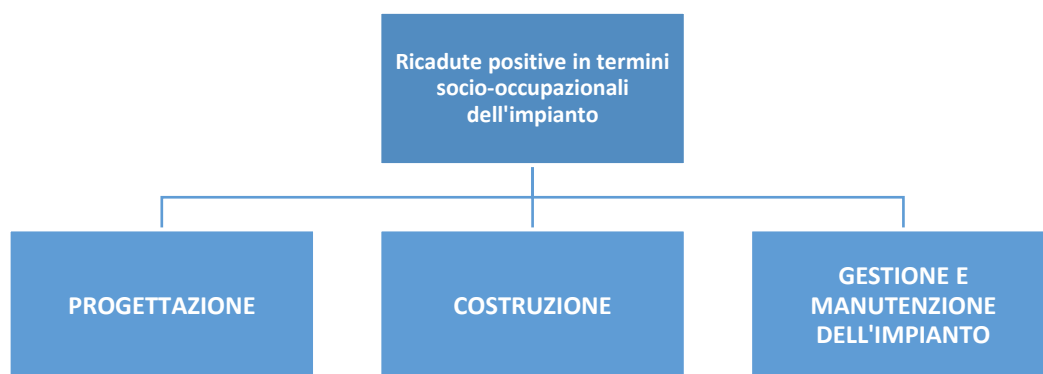 Ricadute positive in termini
socio-occupazionali
dell'impianto
PROGETTAZIONE
COSTRUZIONE
GESTIONE E
MANUTENZIONE
DELL'IMPIANTO